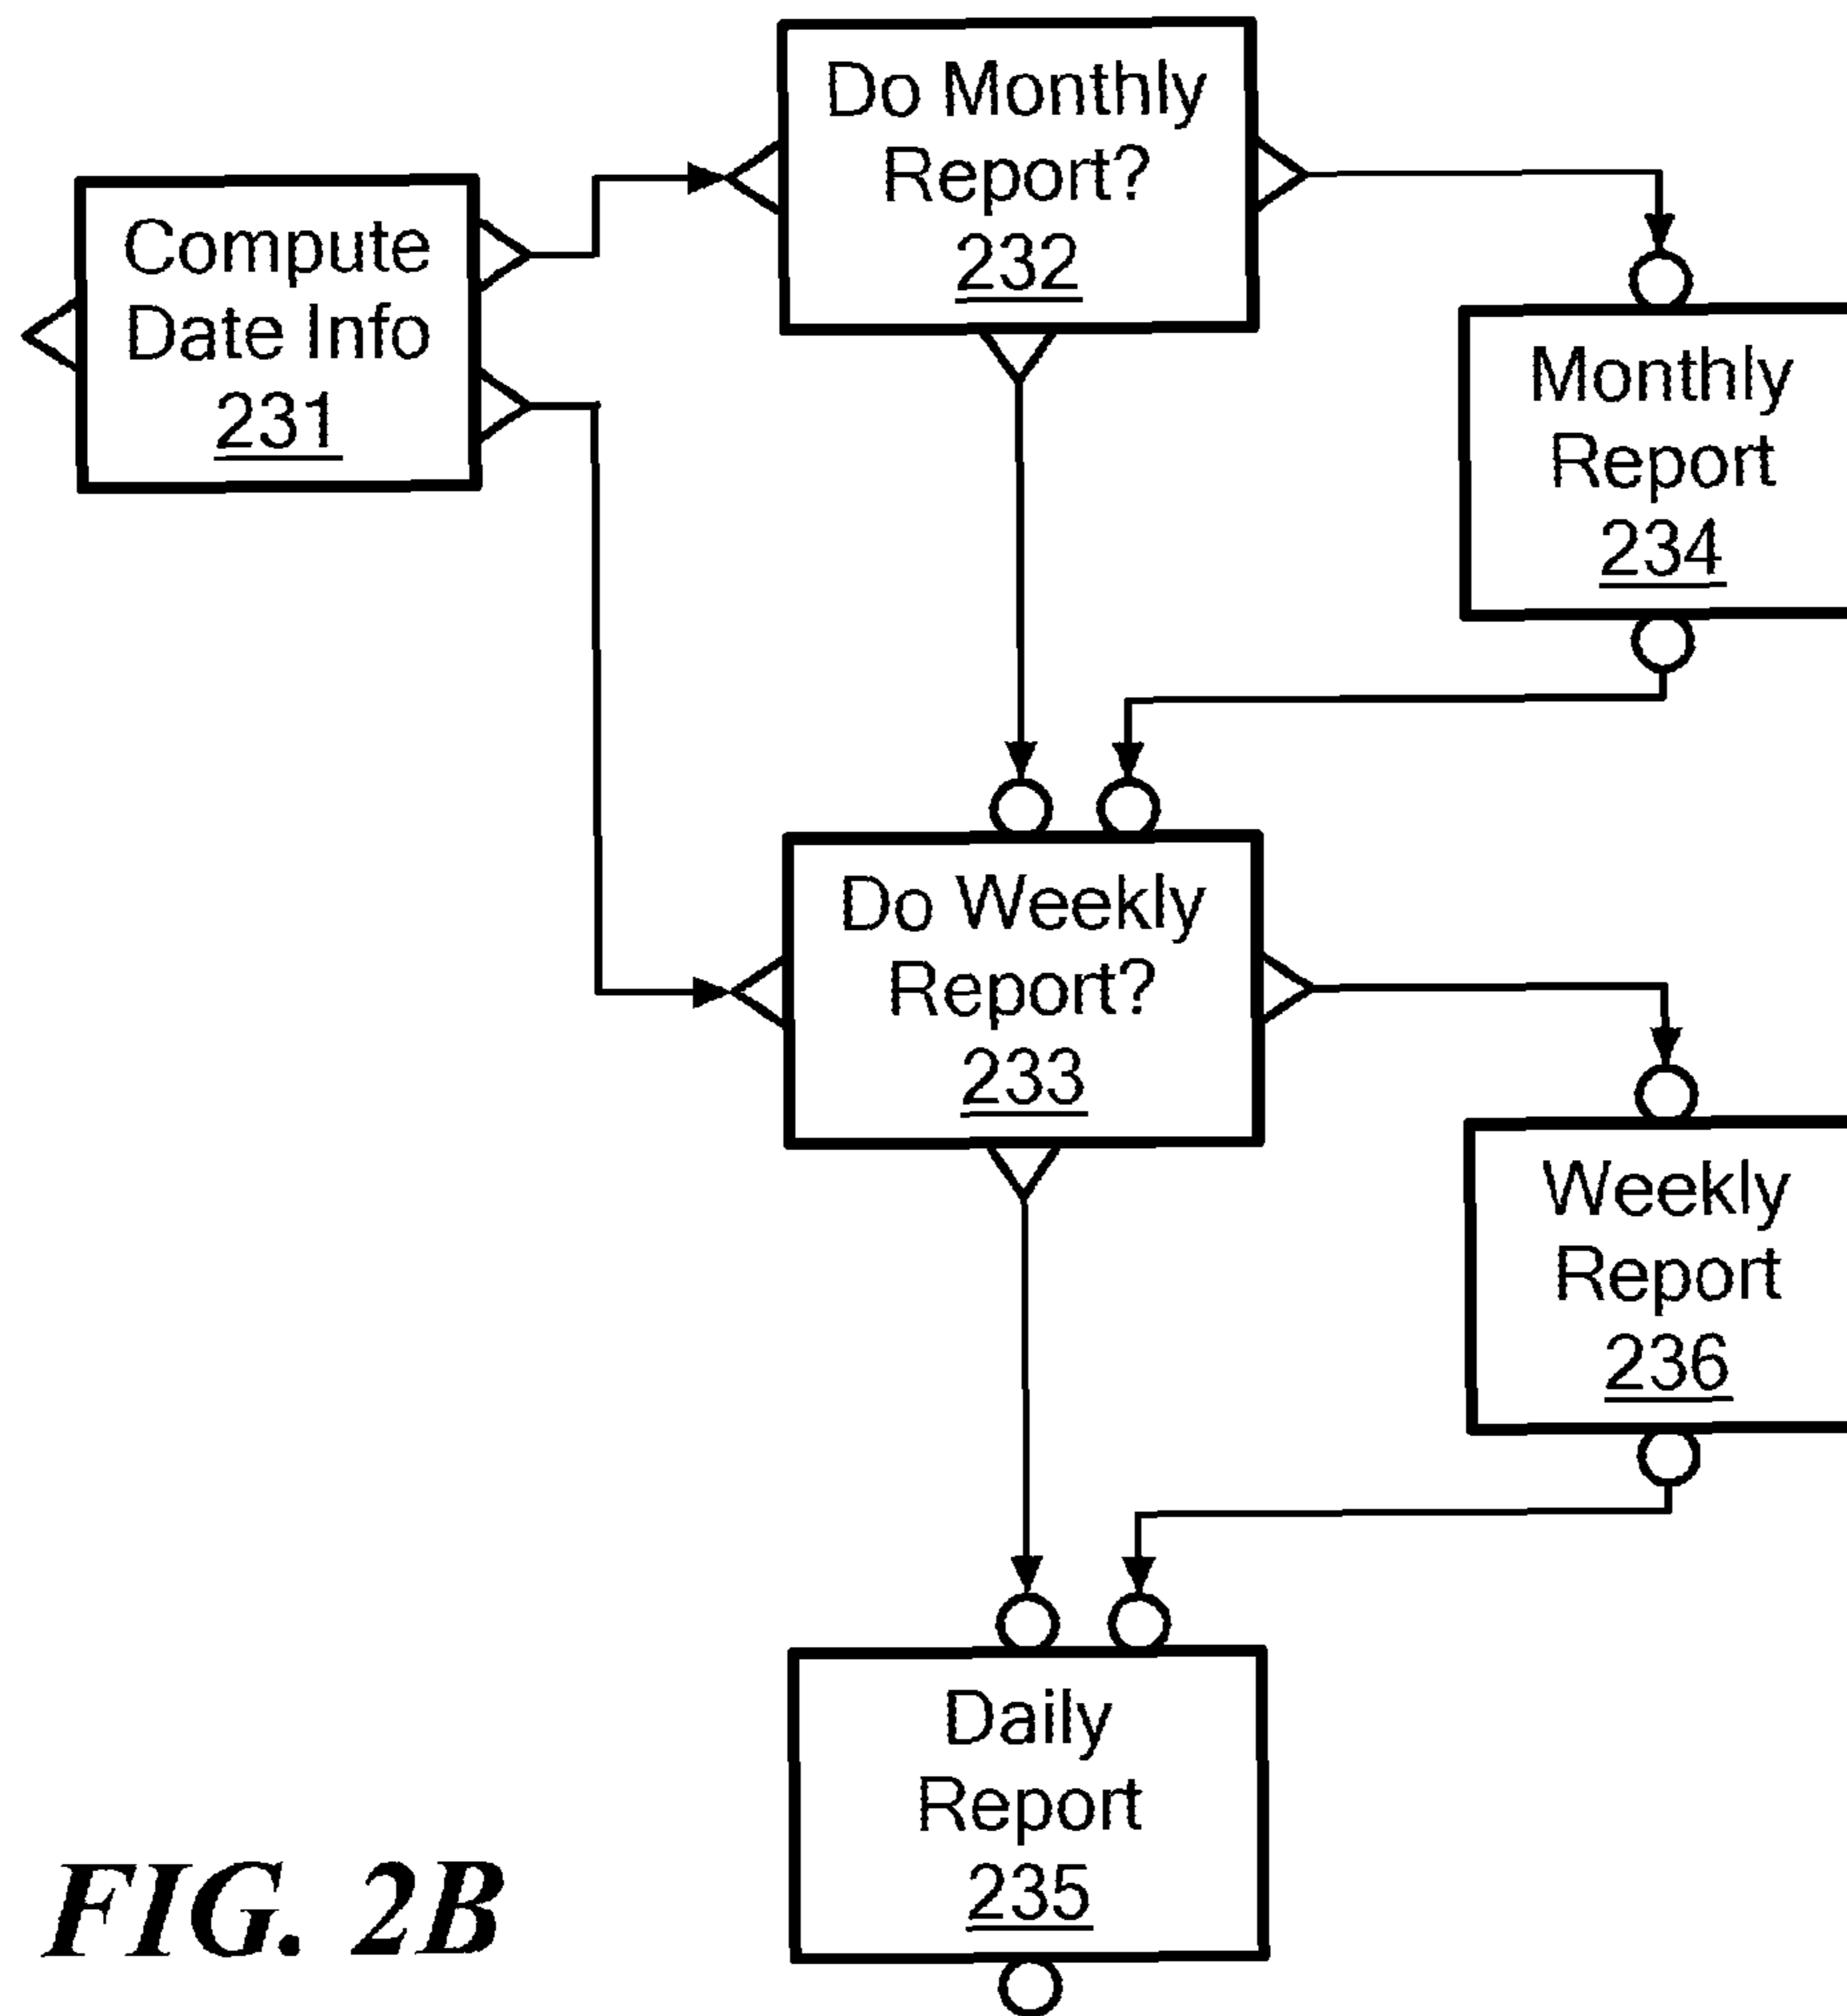 Do Monthly
Report?
232
Compute
Date Info
231
Monthly
Report
234
Do Weekly
Report?
233
Weekly
Report
236
Daily
Report
235
FIG. 2B